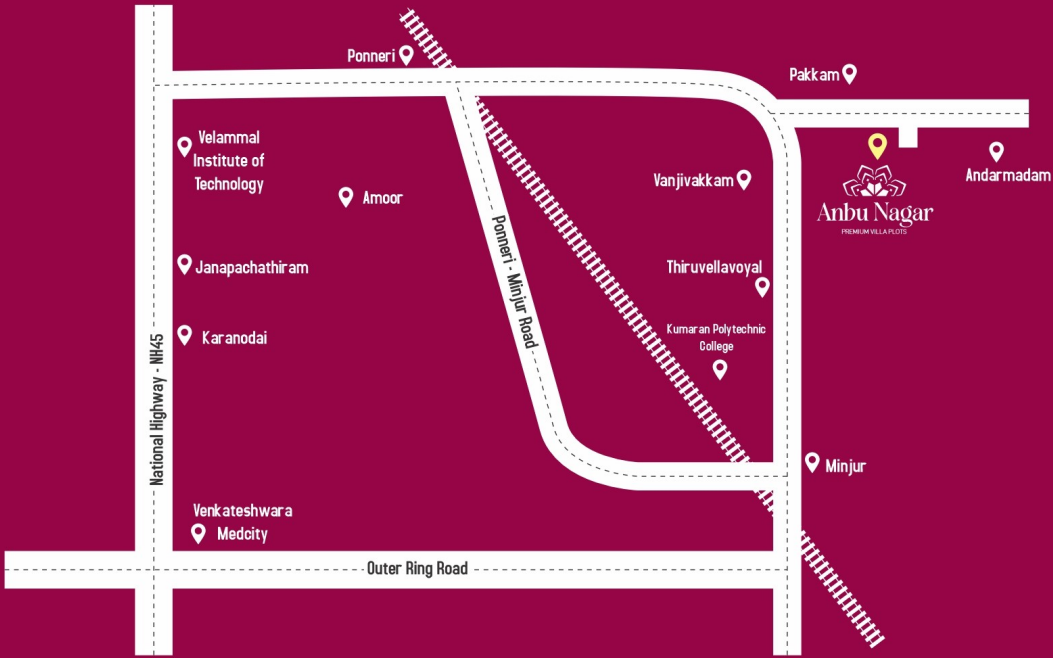 Ponneri
Pakkam
Velammal
Institute of
Technology
Amoor
Vanjivakkam
Andarmadam
Anbu Nagar
PREMIUM VILLA PLOTS
Janapachathiram
Ponneri - Minjur Road
Thiruvellavoyal
Karanodai
Kumaran Polytechnic
College
National Highway - NH45
Minjur
Venkateshwara
Medcity
Outer Ring Road